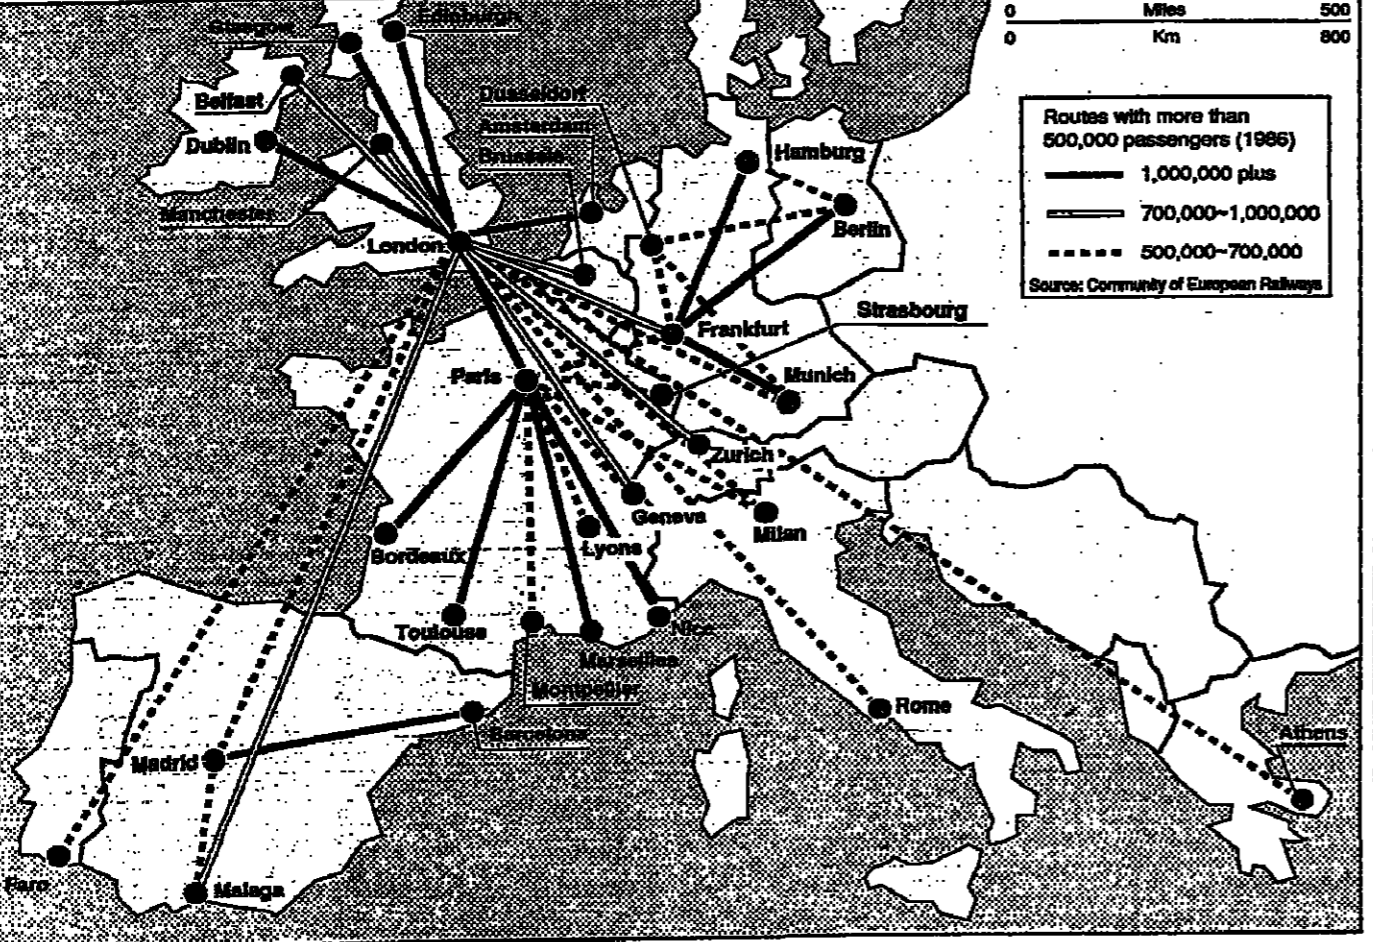 Glasgow
Edinburgh
0 Miles 500
0 Km 800
Belfast
Dusseldorf
Amsterdam
Brussels
Dublin
Hamburg
Manchester
London
Berlin
Routes with more than
500,000 passengers (1986)
1,000,000 plus
700,000~1,000,000
500,000~700,000
Source: Community of European Railways
Strasbourg
Frankfurt
Paris
Munich
Zurich
Geneva
Milan
Bordeaux
Lyons
Toulouse
Nice
Marseilles
Montpellier
Barcelona
Rome
Madrid
Athens
Faro
Malaga